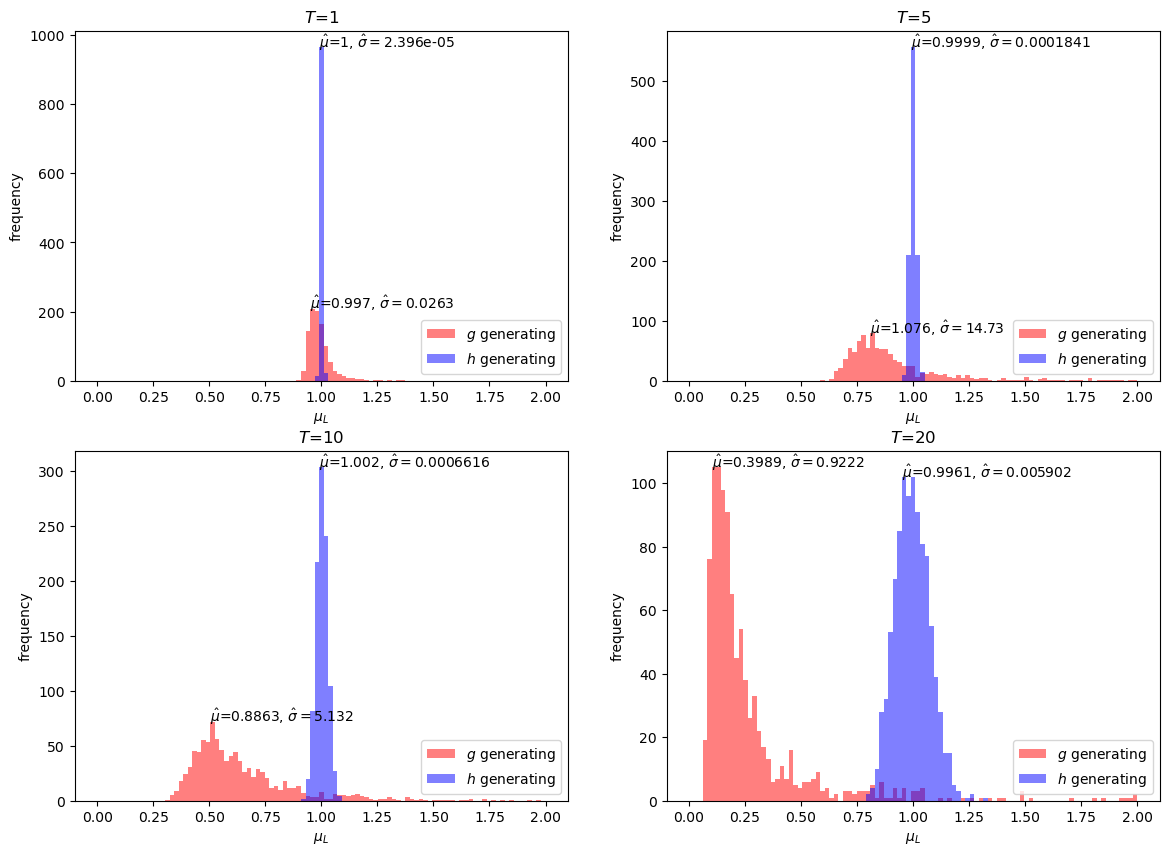 T=1
1000
800
600
400
200
0
frequency
μ̂=1, σ̂ = 2.396e-05
μ̂=0.997, σ̂ = 0.0263
g generating
h generating
0.00 0.25 0.50 0.75 1.00 1.25 1.50 1.75 2.00
μ_L
T=5
500
400
300
200
100
0
frequency
μ̂=0.9999, σ̂ = 0.0001841
μ̂=1.076, σ̂ = 14.73
g generating
h generating
0.00 0.25 0.50 0.75 1.00 1.25 1.50 1.75 2.00
μ_L
T=10
300
250
200
150
100
50
0
frequency
μ̂=1.002, σ̂ = 0.0006616
μ̂=0.8863, σ̂ = 5.132
g generating
h generating
0.00 0.25 0.50 0.75 1.00 1.25 1.50 1.75 2.00
μ_L
T=20
100
80
60
40
20
0
frequency
μ̂=0.3989, σ̂ = 0.9222
μ̂=0.9961, σ̂ = 0.005902
g generating
h generating
0.00 0.25 0.50 0.75 1.00 1.25 1.50 1.75 2.00
μ_L